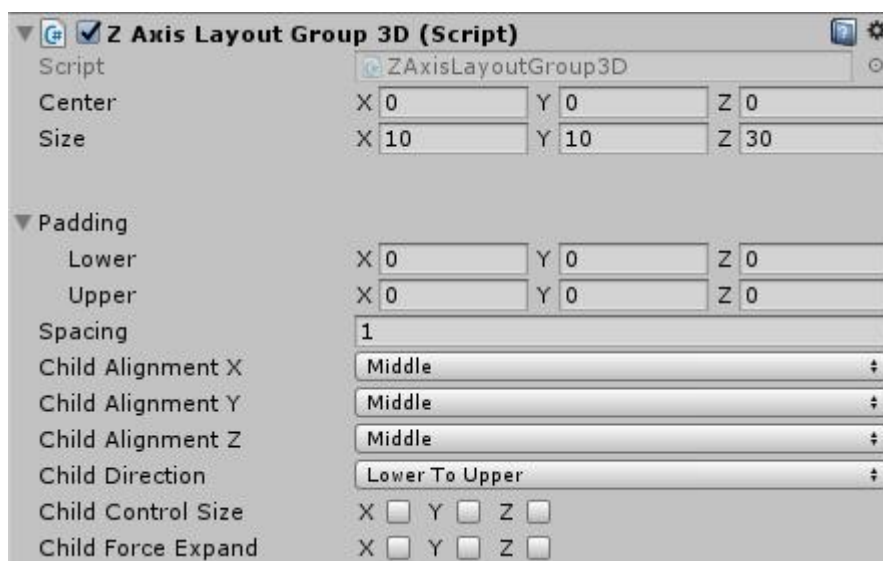 Z Axis Layout Group 3D (Script)
Script ZAxisLayoutGroup3D
Center X 0 Y 0 Z 0
Size X 10 Y 10 Z 30
Padding
Lower X 0 Y 0 Z 0
Upper X 0 Y 0 Z 0
Spacing 1
Child Alignment X Middle
Child Alignment Y Middle
Child Alignment Z Middle
Child Direction Lower To Upper
Child Control Size X Y Z
Child Force Expand X Y Z